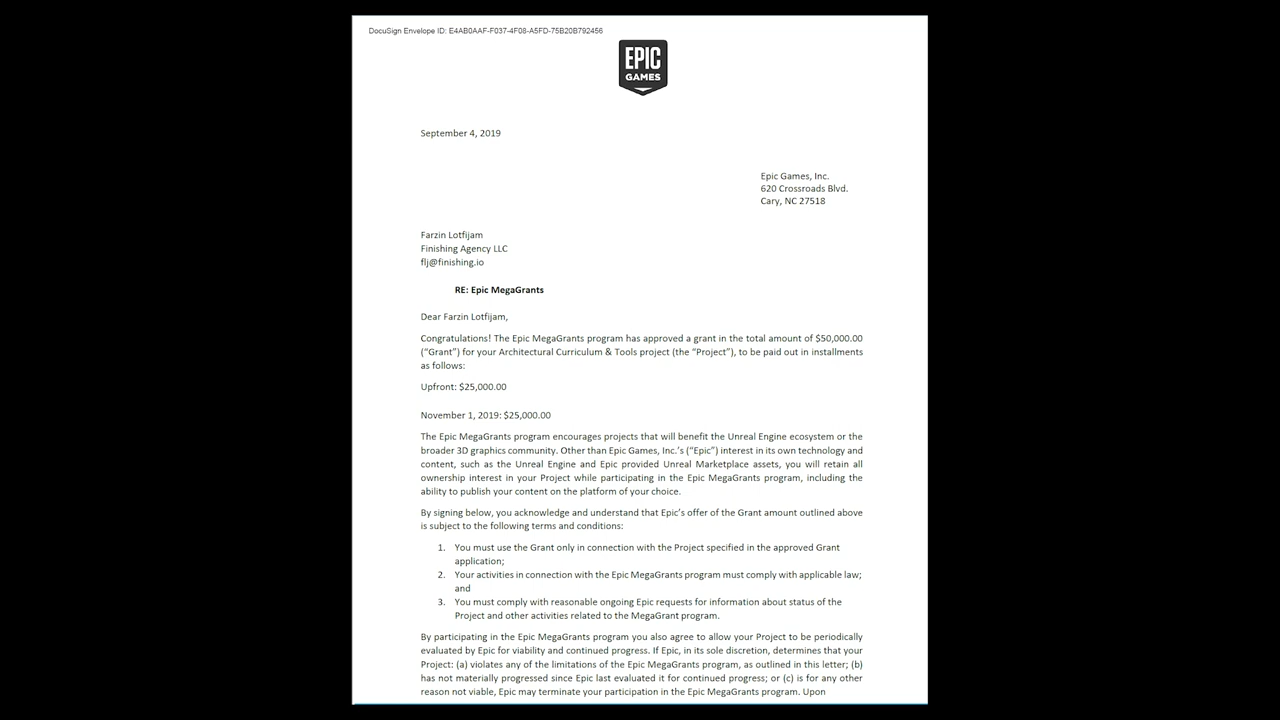 DocuSign Envelope ID: E4AB0AAF-F037-4F08-A5FD-75B20B792456
EPIC
GAMES
September 4, 2019
Epic Games, Inc.
620 Crossroads Blvd.
Cary, NC 27518
Farzin Lotfijam
Finishing Agency LLC
flj@finishing.io
RE: Epic MegaGrants
Dear Farzin Lotfijam,
Congratulations! The Epic MegaGrants program has approved a grant in the total amount of $50,000.00
(“Grant”) for your Architectural Curriculum & Tools project (the “Project”), to be paid out in installments
as follows:
Upfront: $25,000.00
November 1, 2019: $25,000.00
The Epic MegaGrants program encourages projects that will benefit the Unreal Engine ecosystem or the
broader 3D graphics community. Other than Epic Games, Inc.’s (“Epic”) interest in its own technology and
content, such as the Unreal Engine and Epic provided Unreal Marketplace assets, you will retain all
ownership interest in your Project while participating in the Epic MegaGrants program, including the
ability to publish your content on the platform of your choice.
By signing below, you acknowledge and understand that Epic’s offer of the Grant amount outlined above
is subject to the following terms and conditions:
1. You must use the Grant only in connection with the Project specified in the approved Grant
application;
2. Your activities in connection with the Epic MegaGrants program must comply with applicable law;
and
3. You must comply with reasonable ongoing Epic requests for information about status of the
Project and other activities related to the MegaGrant program.
By participating in the Epic MegaGrants program you also agree to allow your Project to be periodically
evaluated by Epic for viability and continued progress. If Epic, in its sole discretion, determines that your
Project: (a) violates any of the limitations of the Epic MegaGrants program, as outlined in this letter; (b)
has not materially progressed since Epic last evaluated it for continued progress; or (c) is for any other
reason not viable, Epic may terminate your participation in the Epic MegaGrants program. Upon